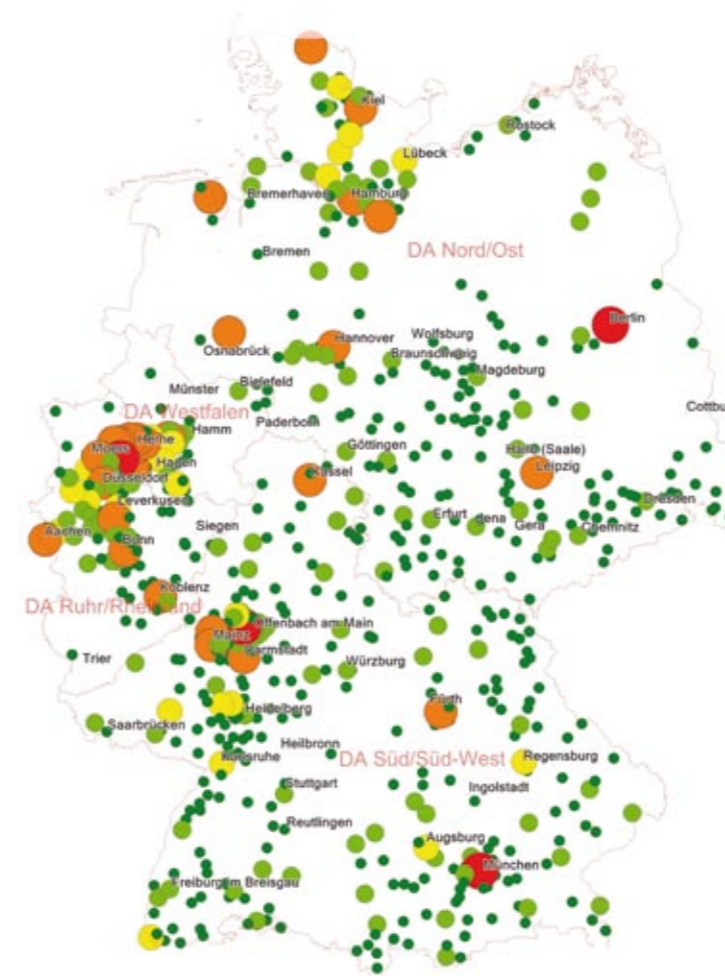 Kiel
Rostock
Lübeck
Bremerhaven
Hamburg
DA Nord/Ost
Bremen
Berlin
Hannover
Wolfsburg
Osnabrück
Braunschweig
Magdeburg
Münster
Bielefeld
Cottbu
DA Westfalen
Paderborn
Hamm
Herne
Moers
Göttingen
Halle (Saale)
Hagen
Leipzig
Kassel
Düsseldorf
Leverkusen
Dresden
Erfurt
Jena
Gera
Chemnitz
Siegen
Aachen
Bonn
Koblenz
DA Ruhr/Rheinland
Offenbach am Main
Mainz
Darmstadt
Trier
Würzburg
Heidelberg
Fürth
Saarbrücken
Heilbronn
Karlsruhe
DA Süd/Süd-West
Regensburg
Stuttgart
Ingolstadt
Reutlingen
Augsburg
München
Freiburg im Breisgau